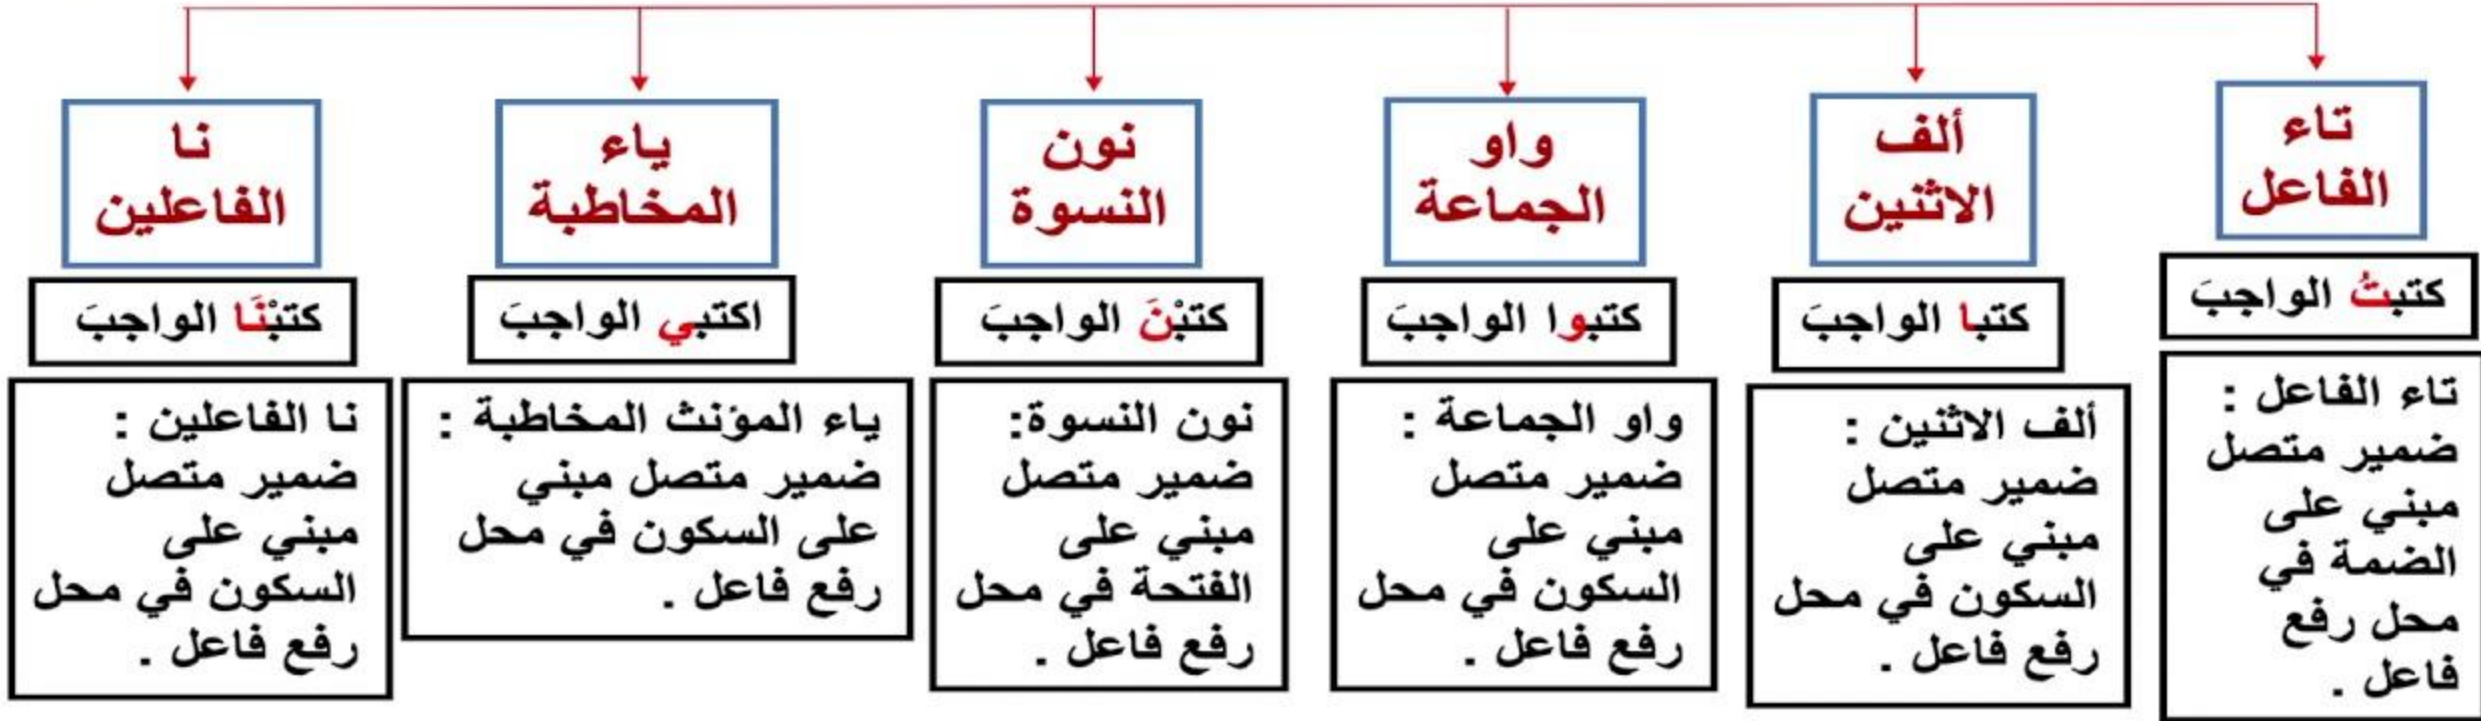 تاء
الفاعل
كتبتُ الواجبَ
تاء الفاعل :
ضمير متصل
مبني على
الضمة في
محل رفع
فاعل .
ألف
الاثنين
كتبا الواجبَ
ألف الاثنين :
ضمير متصل
مبني على
السكون في محل
رفع فاعل .
واو
الجماعة
كتبوا الواجبَ
واو الجماعة :
ضمير متصل
مبني على
السكون في محل
رفع فاعل .
نون
النسوة
كتبْنَ الواجبَ
نون النسوة:
ضمير متصل
مبني على
الفتحة في محل
رفع فاعل .
ياء
المخاطبة
اكتبي الواجبَ
ياء المؤنث المخاطبة :
ضمير متصل مبني
على السكون في محل
رفع فاعل .
نا
الفاعلين
كتبْنَا الواجبَ
نا الفاعلين :
ضمير متصل
مبني على
السكون في محل
رفع فاعل .